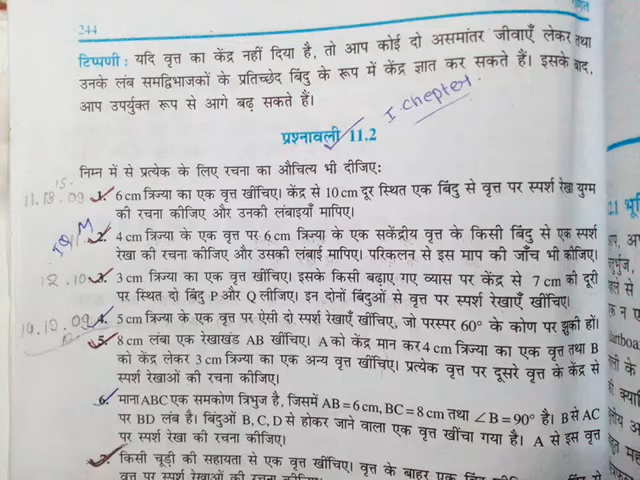 244
टिप्पणी : यदि वृत्त का केंद्र नहीं दिया है, तो आप कोई दो असमांतर जीवाएँ लेकर तथा
उनके लंब समद्विभाजकों के प्रतिच्छेद बिंदु के रूप में केंद्र ज्ञात कर सकते हैं। इसके बाद,
आप उपर्युक्त रूप से आगे बढ़ सकते हैं।
I Chepter
प्रश्नावली 11.2
निम्न में से प्रत्येक के लिए रचना का औचित्य भी दीजिए:
1. 6 cm त्रिज्या का एक वृत्त खींचिए। केंद्र से 10 cm दूर स्थित एक बिंदु से वृत्त पर स्पर्श रेखा युग्म
की रचना कीजिए और उनकी लंबाइयाँ मापिए।
2. 4 cm त्रिज्या के एक वृत्त पर 6 cm त्रिज्या के एक सकेंद्रीय वृत्त के किसी बिंदु से एक स्पर्श
रेखा की रचना कीजिए और उसकी लंबाई मापिए। परिकलन से इस माप की जाँच भी कीजिए।
3. 3 cm त्रिज्या का एक वृत्त खींचिए। इसके किसी बढ़ाए गए व्यास पर केंद्र से 7 cm की दूरी
पर स्थित दो बिंदु P और Q लीजिए। इन दोनों बिंदुओं से वृत्त पर स्पर्श रेखाएँ खींचिए।
4. 5 cm त्रिज्या के एक वृत्त पर ऐसी दो स्पर्श रेखाएँ खींचिए, जो परस्पर 60° के कोण पर झुकी हों।
5. 8 cm लंबा एक रेखाखंड AB खींचिए। A को केंद्र मान कर 4 cm त्रिज्या का एक वृत्त तथा B
को केंद्र लेकर 3 cm त्रिज्या का एक अन्य वृत्त खींचिए। प्रत्येक वृत्त पर दूसरे वृत्त के केंद्र से
स्पर्श रेखाओं की रचना कीजिए।
6. माना ABC एक समकोण त्रिभुज है, जिसमें AB = 6 cm, BC = 8 cm तथा ∠B = 90° है। B से AC
पर BD लंब है। बिंदुओं B, C, D से होकर जाने वाला एक वृत्त खींचा गया है। A से इस वृत्त
पर स्पर्श रेखा की रचना कीजिए।
किसी चूड़ी की सहायता से एक वृत्त खींचिए। वृत्त के बाहर एक बिंदु
वृत्त पर स्पर्श रेखाओं की रचना कीजिए।